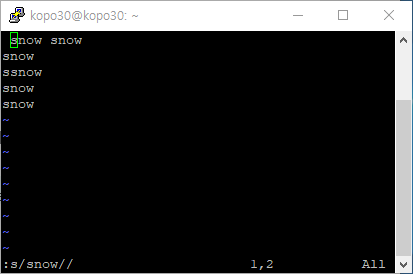 kopo30@kopo30: ~
snow snow
snow
ssnow
snow
snow
~
~
~
~
~
~
~
~
~
:s/snow// 1,2 All